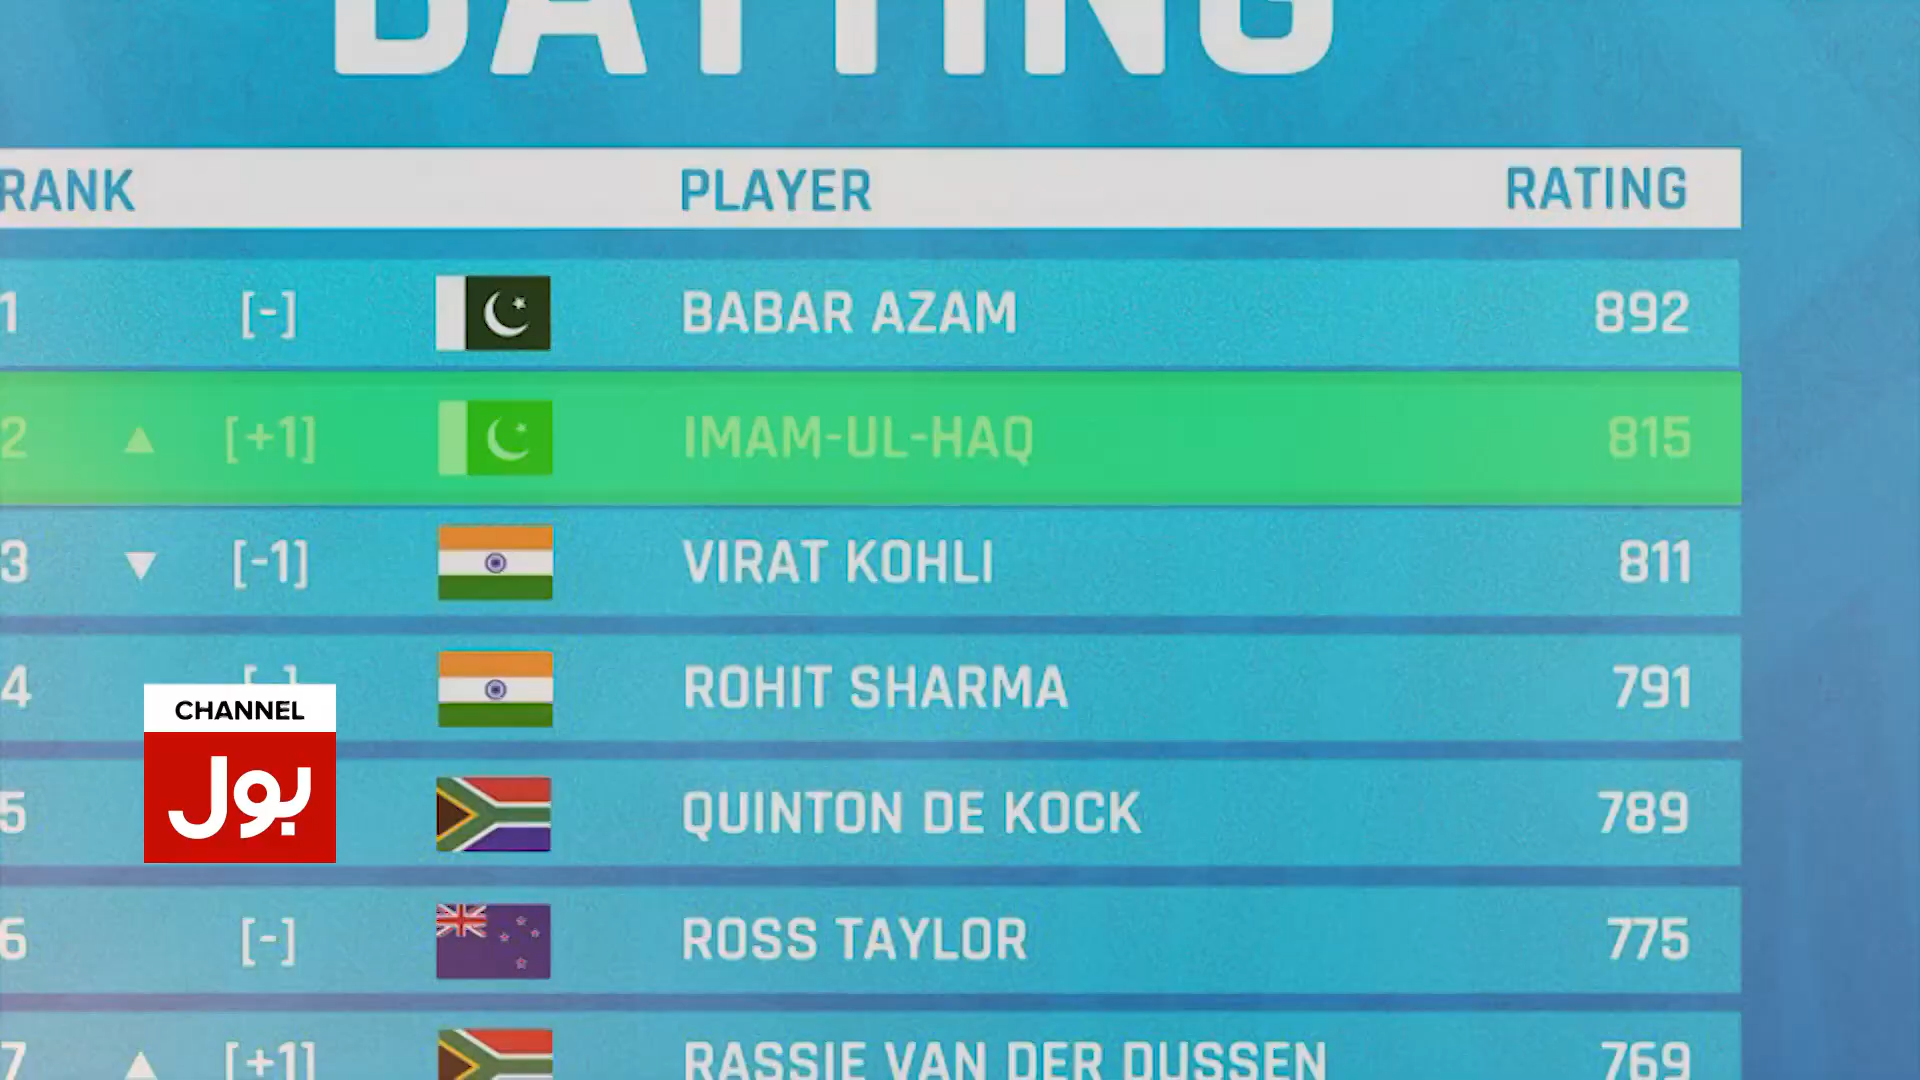 BATTING
RANK PLAYER RATING
1 [-] BABAR AZAM 892
2 ▲ [+1] IMAM-UL-HAQ 815
3 ▼ [-1] VIRAT KOHLI 811
4 [-] ROHIT SHARMA 791
CHANNEL
بول
5 QUINTON DE KOCK 789
6 [-] ROSS TAYLOR 775
7 ▲ [+1] RASSIE VAN DER DUSSEN 769